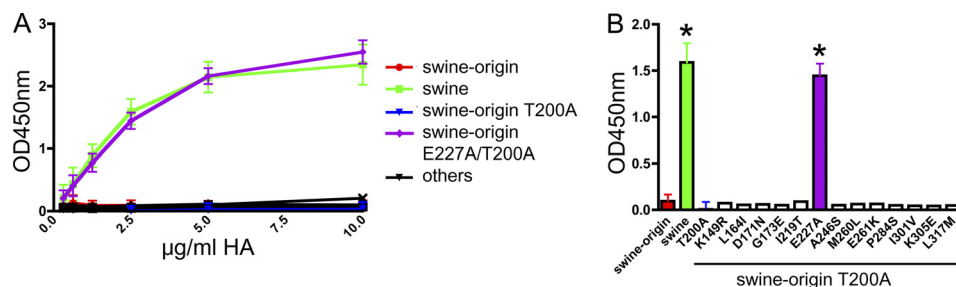 A
OD450nm
3
2
1
0
0.0
2.5
5.0
7.5
10.0
µg/ml HA
swine-origin
swine
swine-origin T200A
swine-origin
E227A/T200A
others
B
OD450nm
2.0
1.5
1.0
0.5
0.0
*
*
swine-origin
swine
T200A
K149R
L164I
D171N
G173E
I219T
E227A
A246S
M260L
E261K
P284S
I301V
K305E
L317M
swine-origin T200A